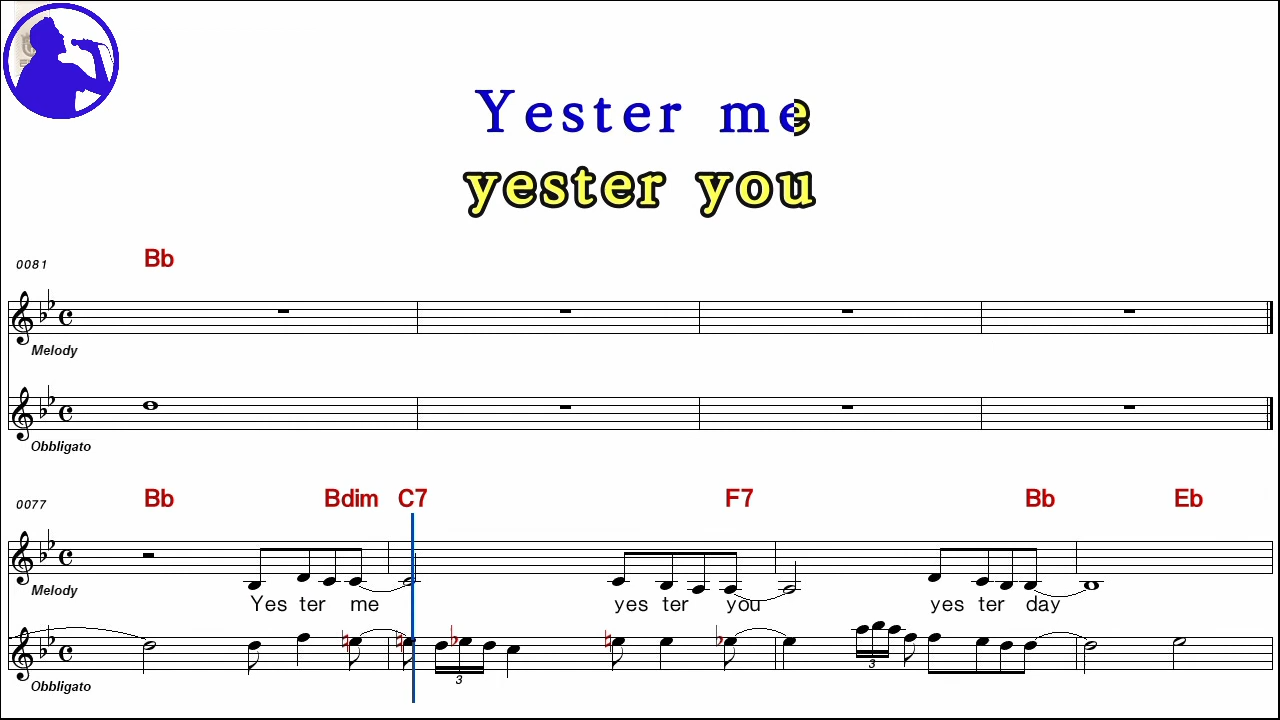 Yester me
yester you
0081 Bb
Melody
Obbligato
0077 Bb Bdim C7 F7 Bb Eb
Melody
Yes ter me yes ter you yes ter day
3 3
Obbligato